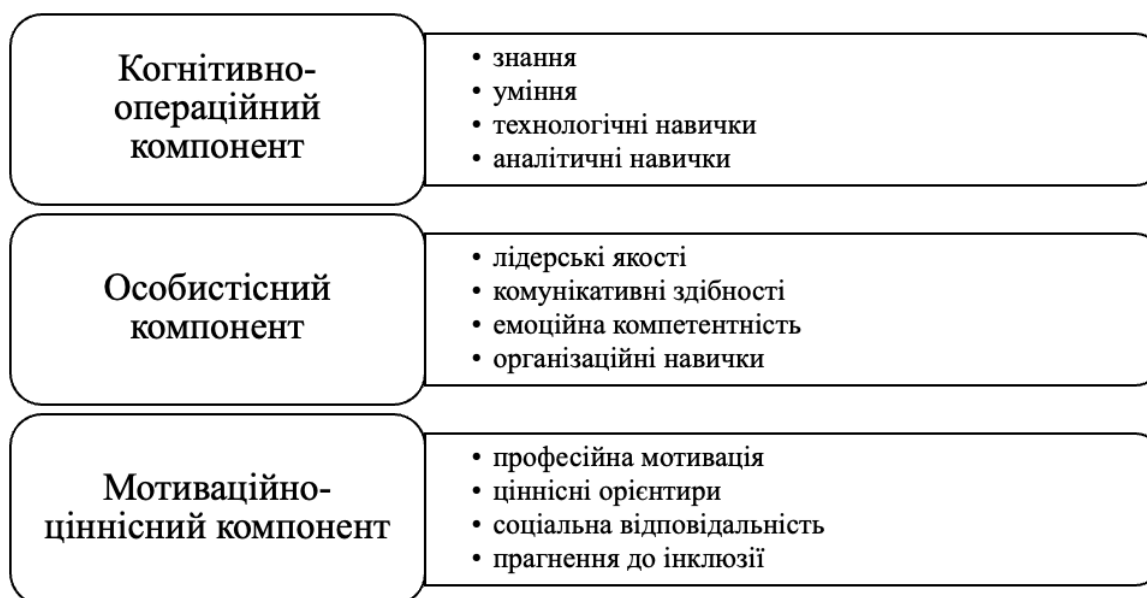 Когнітивно-
операційний
компонент
• знання
• уміння
• технологічні навички
• аналітичні навички
Особистісний
компонент
• лідерські якості
• комунікативні здібності
• емоційна компетентність
• організаційні навички
Мотиваційно-
ціннісний компонент
• професійна мотивація
• ціннісні орієнтири
• соціальна відповідальність
• прагнення до інклюзії